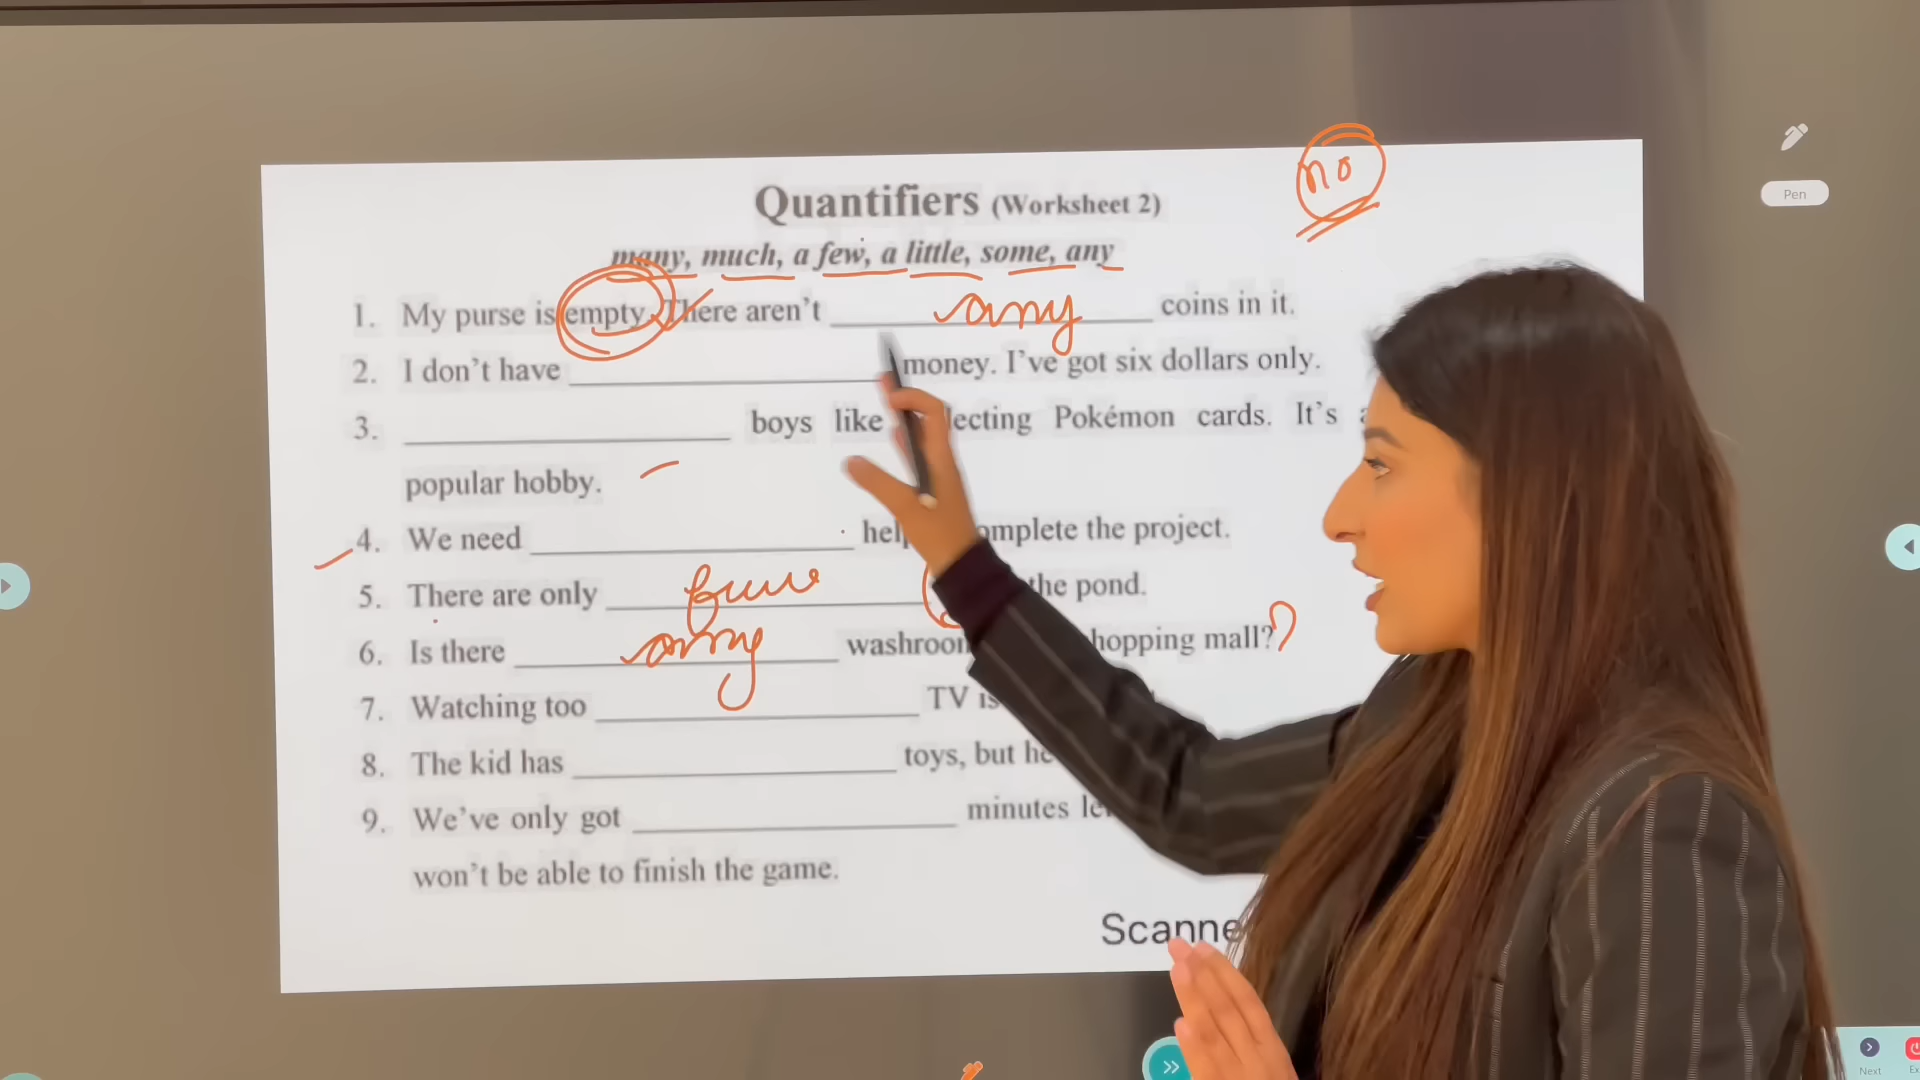 Pen
no
Quantifiers (Worksheet 2)
many, much, a few, a little, some, any
1. My purse is empty. There aren't any coins in it.
2. I don't have money. I've got six dollars only.
3. boys like lecting Pokémon cards. It's
popular hobby.
4. We need omplete the project.
5. There are only the pond.
6. Is there any washroom hopping mall?
7. Watching too TV is
8. The kid has toys, but he
9. We've only got minutes
won't be able to finish the game.
Scanne
Next